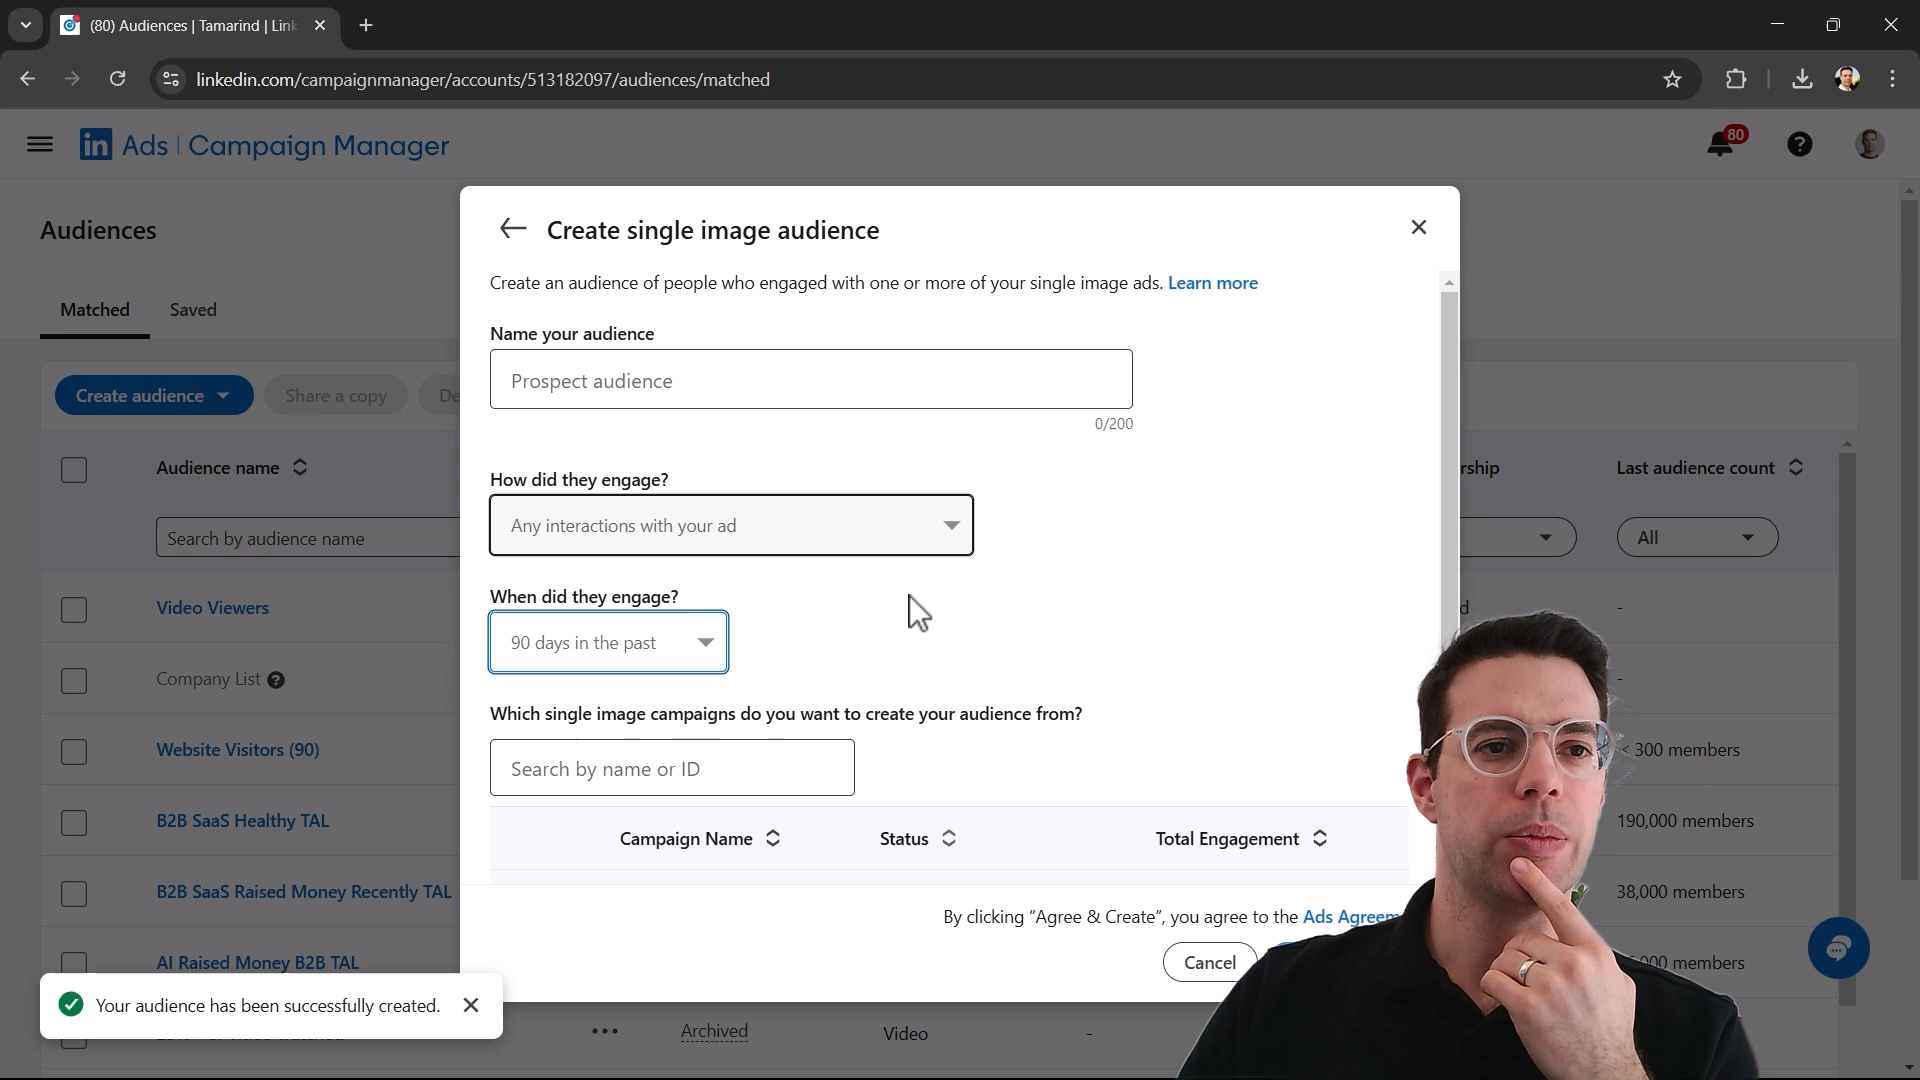 (80) Audiences | Tamarind | Link
linkedin.com/campaignmanager/accounts/513182097/audiences/matched
in Ads | Campaign Manager
80
Audiences
Matched
Saved
Create audience
Share a copy
De
Audience name
Last audience count
rship
Search by audience name
All
Video Viewers
d
-
Company List
-
Website Visitors (90)
< 300 members
B2B SaaS Healthy TAL
190,000 members
B2B SaaS Raised Money Recently TAL
38,000 members
AI Raised Money B2B TAL
000 members
Archived
Video
-
Your audience has been successfully created.
Create single image audience
Create an audience of people who engaged with one or more of your single image ads. Learn more
Name your audience
Prospect audience
0/200
How did they engage?
Any interactions with your ad
When did they engage?
90 days in the past
Which single image campaigns do you want to create your audience from?
Search by name or ID
Campaign Name
Status
Total Engagement
By clicking "Agree & Create", you agree to the Ads Agreem
Cancel